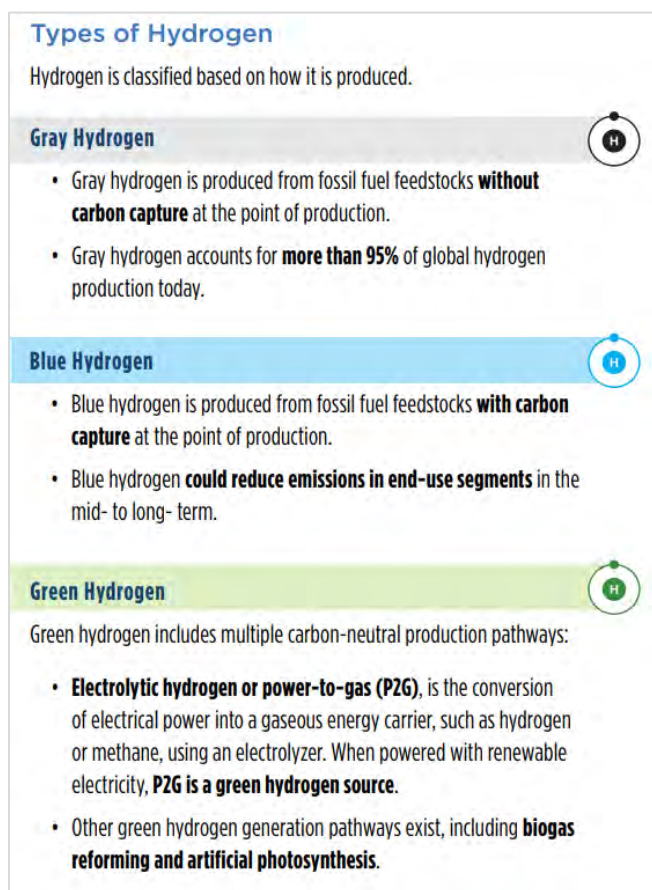 Types of Hydrogen
Hydrogen is classified based on how it is produced.
Gray Hydrogen
H
• Gray hydrogen is produced from fossil fuel feedstocks without
carbon capture at the point of production.
• Gray hydrogen accounts for more than 95% of global hydrogen
production today.
Blue Hydrogen
H
• Blue hydrogen is produced from fossil fuel feedstocks with carbon
capture at the point of production.
• Blue hydrogen could reduce emissions in end-use segments in the
mid- to long- term.
Green Hydrogen
H
Green hydrogen includes multiple carbon-neutral production pathways:
• Electrolytic hydrogen or power-to-gas (P2G), is the conversion
of electrical power into a gaseous energy carrier, such as hydrogen
or methane, using an electrolyzer. When powered with renewable
electricity, P2G is a green hydrogen source.
• Other green hydrogen generation pathways exist, including biogas
reforming and artificial photosynthesis.